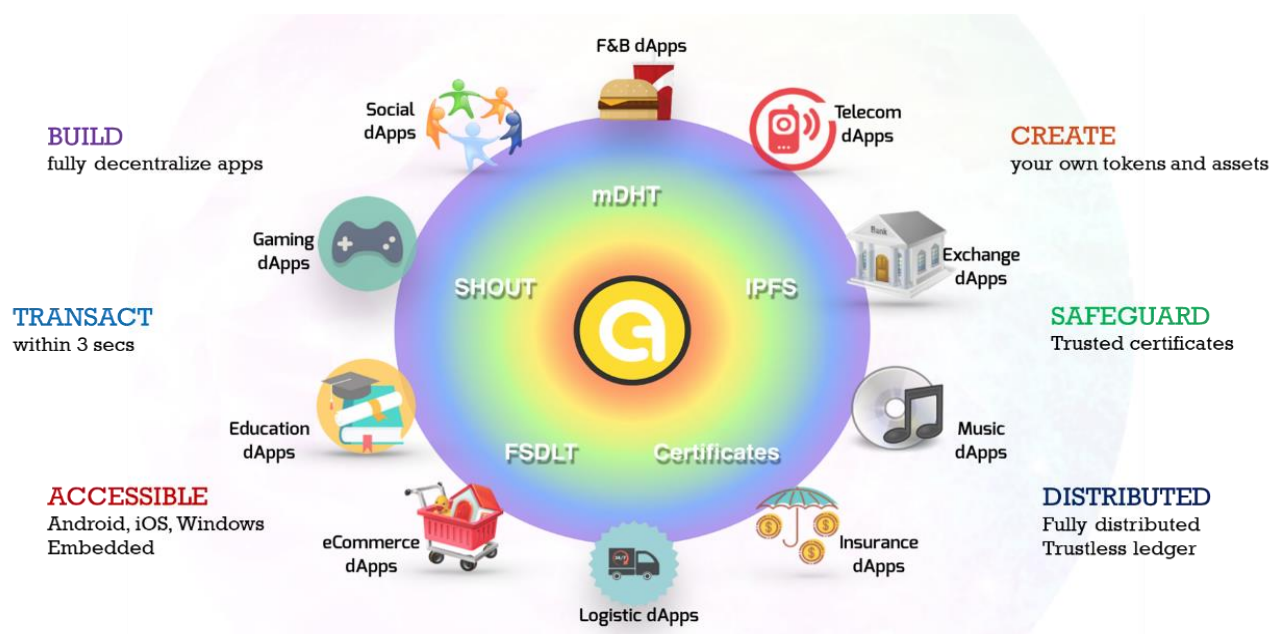 F&B dApps
Social
dApps
Telecom
dApps
BUILD
fully decentralize apps
CREATE
your own tokens and assets
mDHT
Gaming
dApps
Bank
Exchange
dApps
SHOUT
IPFS
TRANSACT
within 3 secs
SAFEGUARD
Trusted certificates
Education
dApps
Music
dApps
FSDLT
Certificates
ACCESSIBLE
Android, iOS, Windows
Embedded
DISTRIBUTED
Fully distributed
Trustless ledger
eCommerce
dApps
Insurance
dApps
Logistic dApps